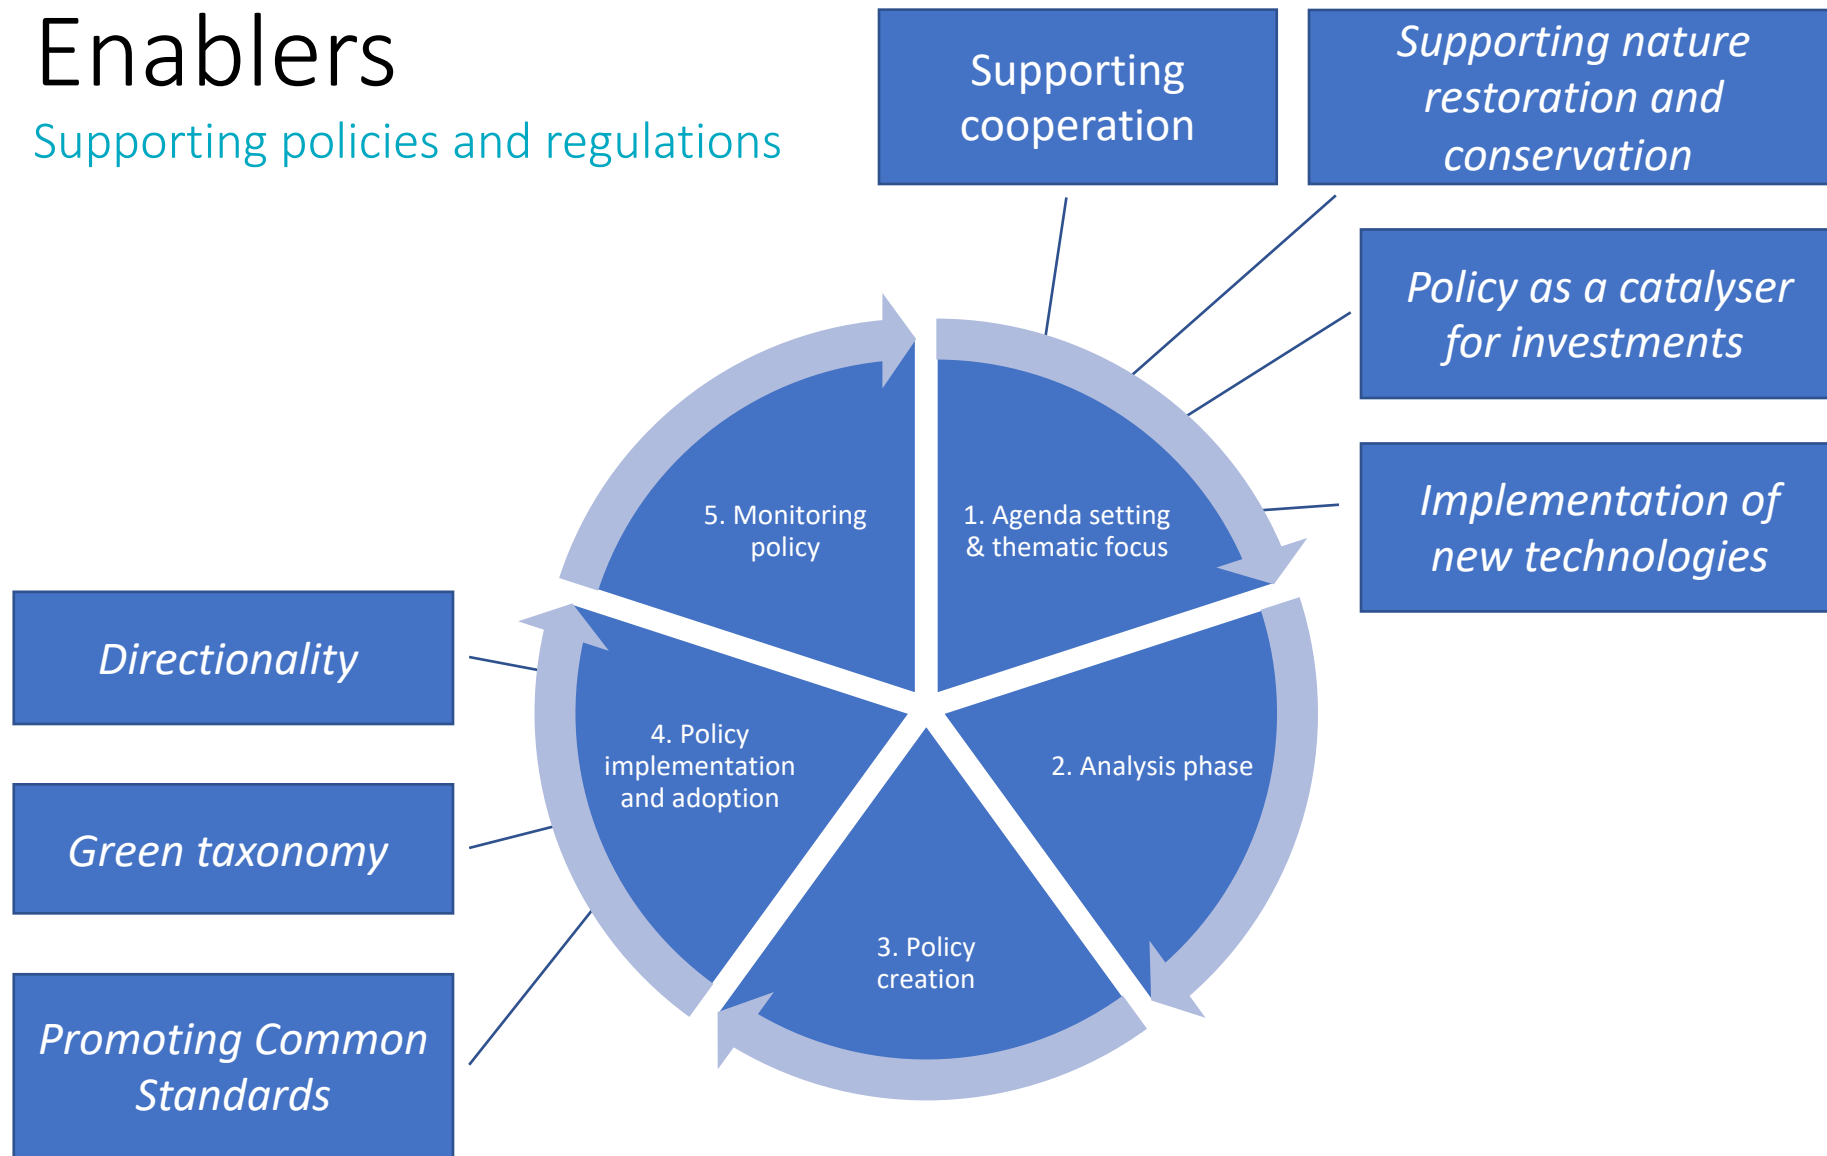 Enablers
Supporting policies and regulations
Supporting
cooperation
Supporting nature
restoration and
conservation
Policy as a catalyser
for investments
Implementation of
new technologies
1. Agenda setting
& thematic focus
2. Analysis phase
3. Policy
creation
4. Policy
implementation
and adoption
5. Monitoring
policy
Directionality
Green taxonomy
Promoting Common
Standards